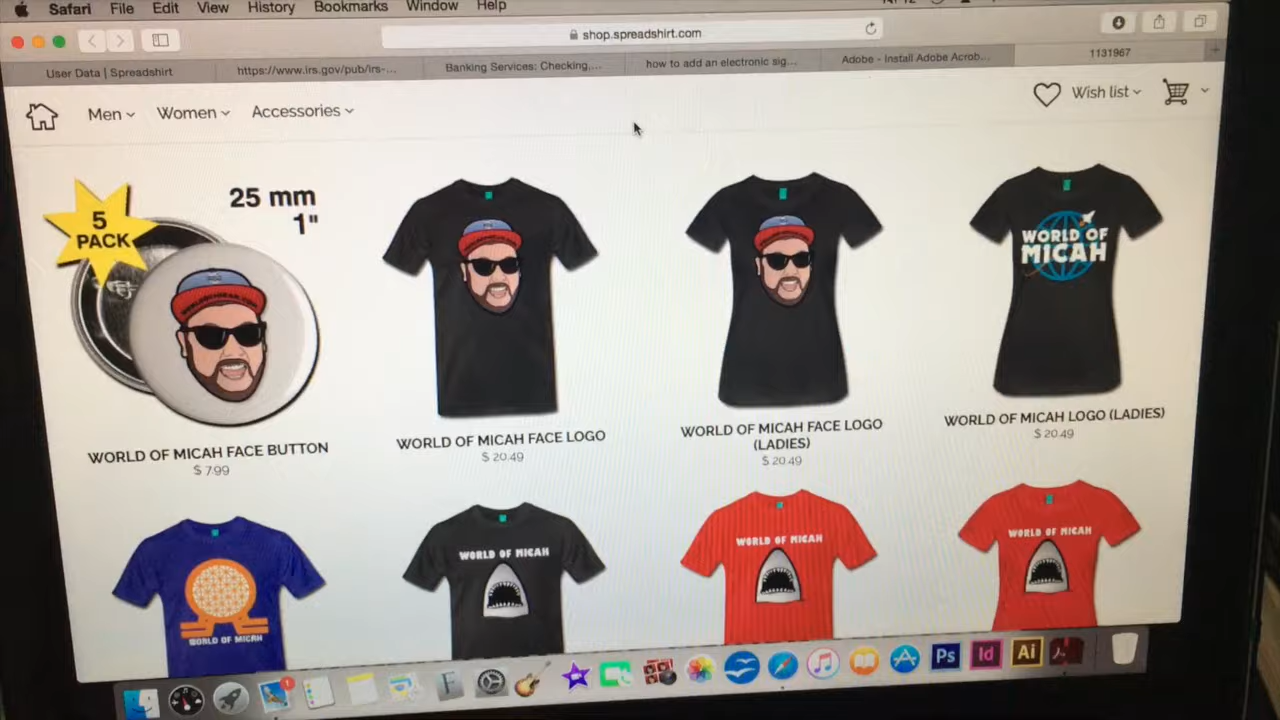 Safari File Edit View History Bookmarks Window Help
shop.spreadshirt.com
User Data | Spreadshirt
https://www.irs.gov/pub/irs-...
Banking Services: Checking,...
how to add an electronic sig...
Adobe - Install Adobe Acrob...
1131967
Men
Women
Accessories
Wish list
5
PACK
25 mm
1"
WORLD OF
MICAH
WORLD OF MICAH FACE BUTTON
$ 7.99
WORLD OF MICAH FACE LOGO
$ 20.49
WORLD OF MICAH FACE LOGO
(LADIES)
$ 20.49
WORLD OF MICAH LOGO (LADIES)
$ 20.49
WORLD OF MICAH
WORLD OF MICAH
WORLD OF MICAH
WORLD OF MICAH
Ps
Id
Ai